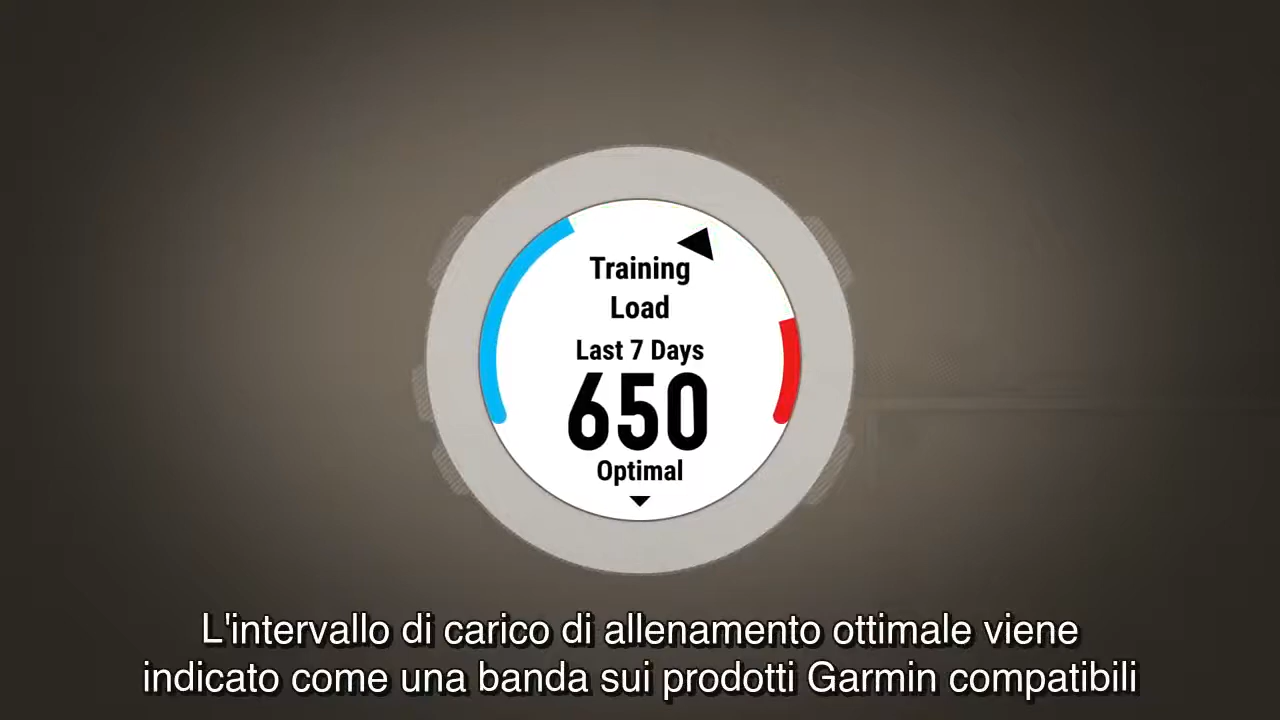 Training
Load
Last 7 Days
650
Optimal
L'intervallo di carico di allenamento ottimale viene
indicato come una banda sui prodotti Garmin compatibili